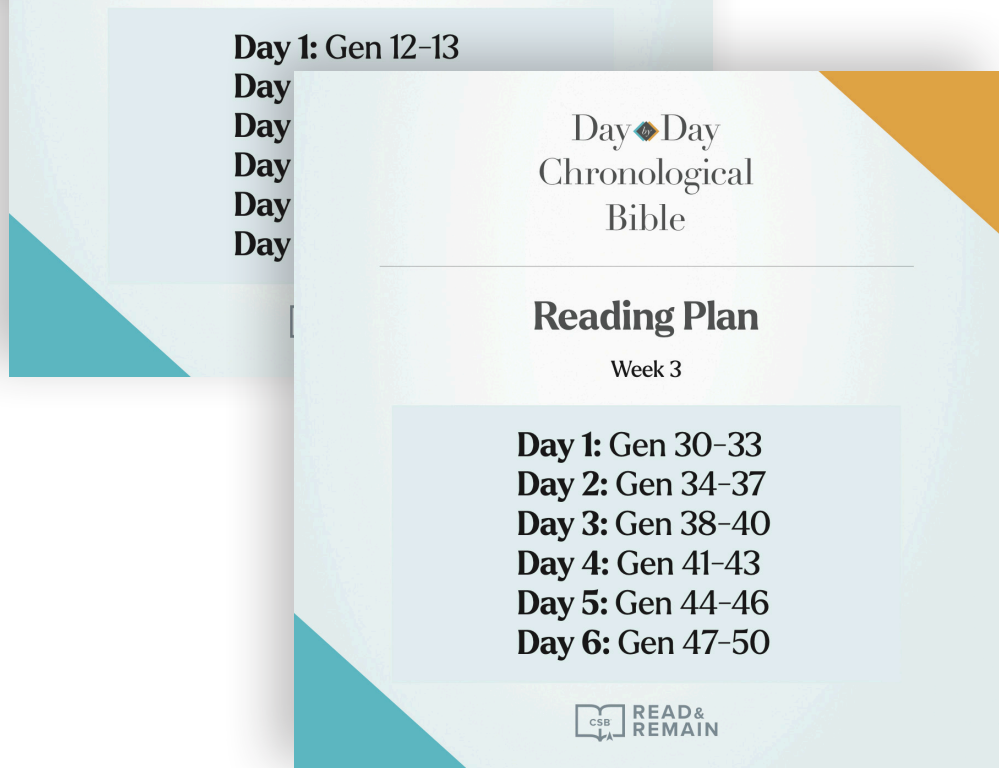 Day 1: Gen 12–13
Day
Day
Day
Day
Day
Day by Day
Chronological
Bible
Reading Plan
Week 3
Day 1: Gen 30–33
Day 2: Gen 34–37
Day 3: Gen 38–40
Day 4: Gen 41–43
Day 5: Gen 44–46
Day 6: Gen 47–50
CSB
READ&
REMAIN